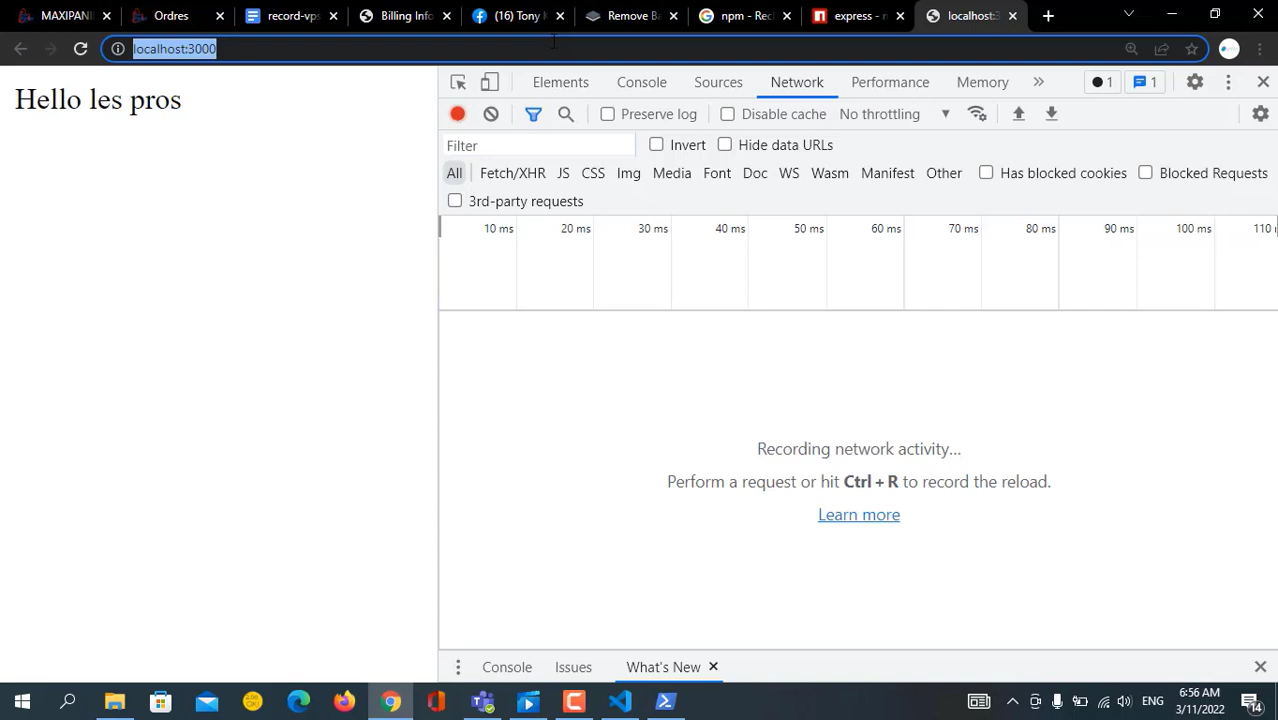 MAXIPANI
Ordres
record-vps
Billing Info
(16) Tony
Remove Ba
npm - Rec
express - n
localhost:3
localhost:3000
Hello les pros
Elements
Console
Sources
Network
Performance
Memory
1
1
Preserve log
Disable cache
No throttling
Filter
Invert
Hide data URLs
All
Fetch/XHR
JS
CSS
Img
Media
Font
Doc
WS
Wasm
Manifest
Other
Has blocked cookies
Blocked Requests
3rd-party requests
10 ms
20 ms
30 ms
40 ms
50 ms
60 ms
70 ms
80 ms
90 ms
100 ms
110
Recording network activity…
Perform a request or hit Ctrl + R to record the reload.
Learn more
Console
Issues
What's New
ENG
6:56 AM
3/11/2022
14